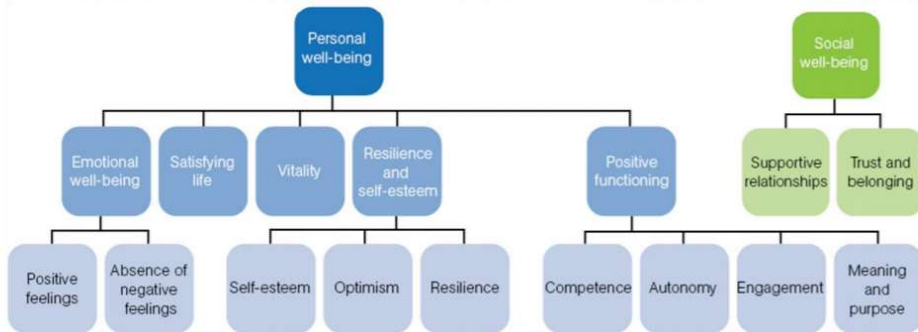 Personal
well-being
Social
well-being
Emotional
well-being
Satisfying
life
Vitality
Resilience
and
self-esteem
Positive
functioning
Supportive
relationships
Trust and
belonging
Positive
feelings
Absence of
negative
feelings
Self-esteem
Optimism
Resilience
Competence
Autonomy
Engagement
Meaning
and
purpose